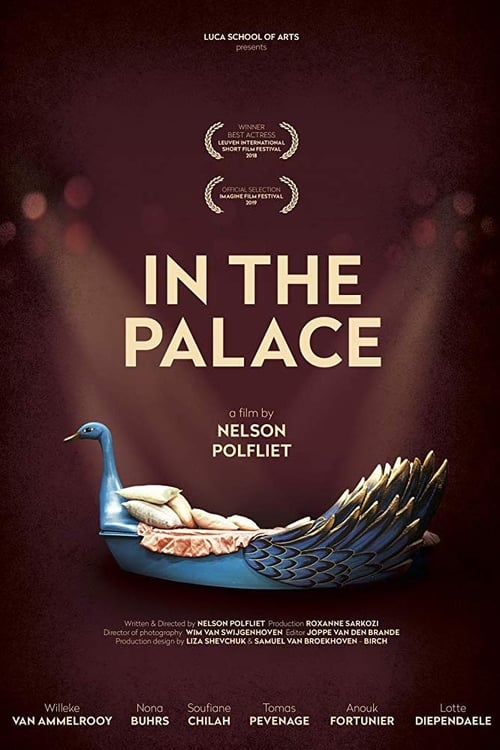 LUCA SCHOOL OF ARTS
presents
WINNER
BEST ACTRESS
LEUVEN INTERNATIONAL
SHORT FILM FESTIVAL
2018
OFFICIAL SELECTION
IMAGINE FILM FESTIVAL
2019
IN THE
PALACE
a film by
NELSON
POLFLIET
Written & Directed by NELSON POLFLIET Production ROXANNE SARKOZI
Director of photography WIM VAN SWIJGENHOVEN Editor JOPPE VAN DEN BRANDE
Production design by LIZA SHEVCHUK & SAMUEL VAN BROEKHOVEN - BIRCH
Willeke Nona Soufiane Tomas Anouk Lotte
VAN AMMELROOY BUHRS CHILAH PEVENAGE FORTUNIER DIEPENDAELE